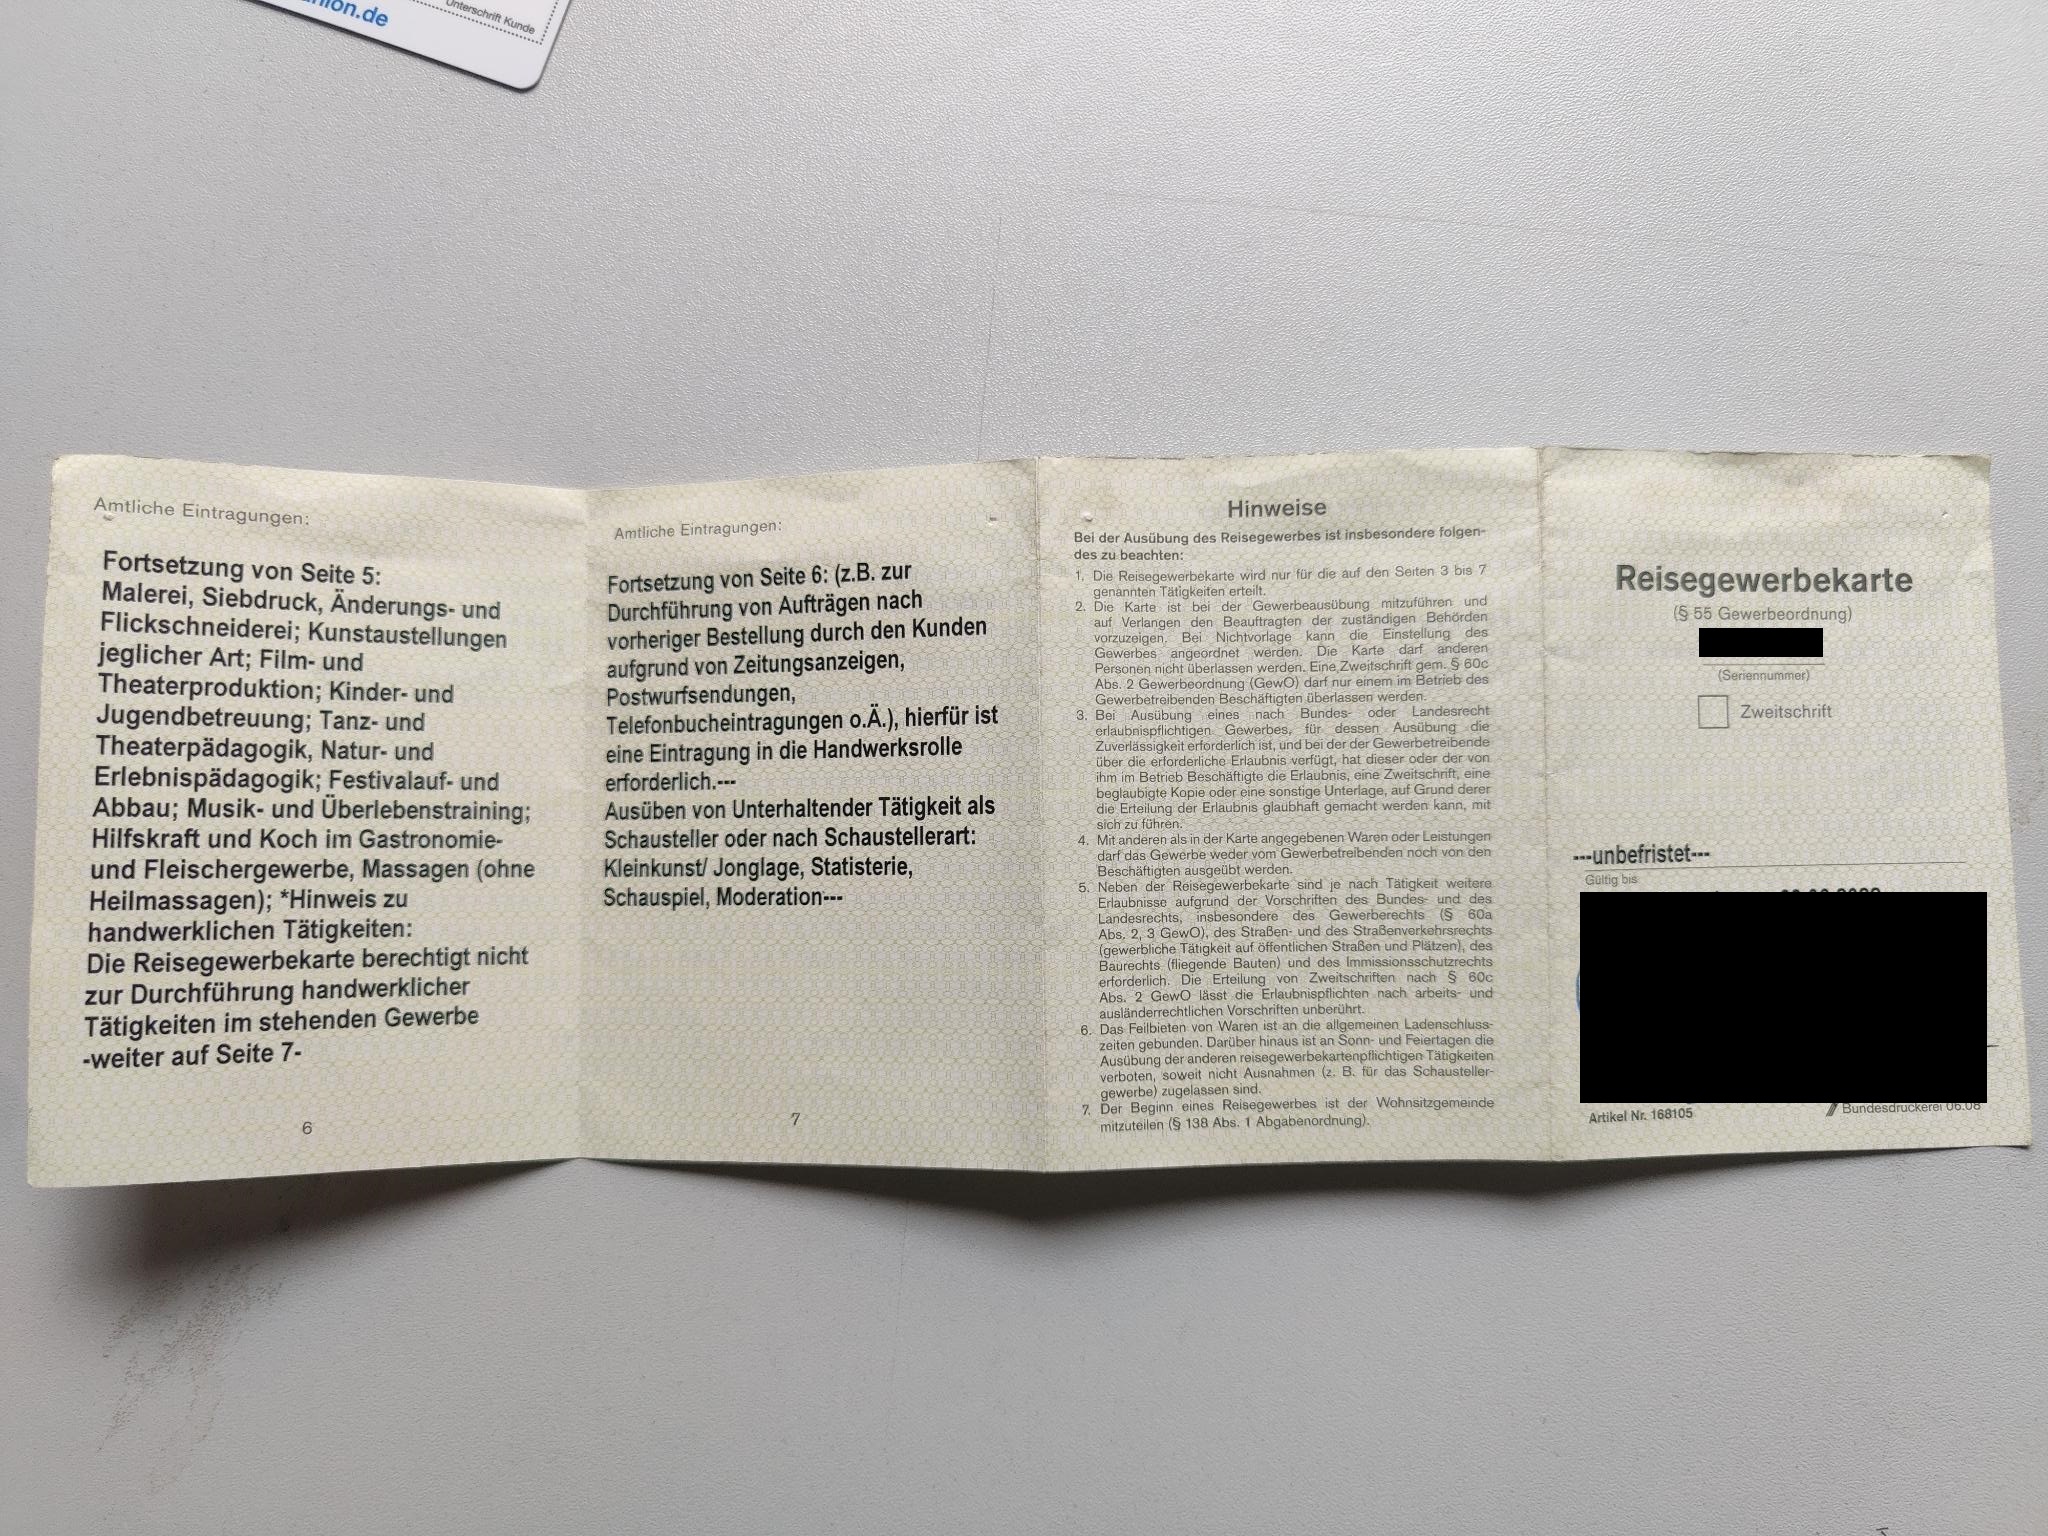 Unterschrift Kunde
Amtliche Eintragungen:
Fortsetzung von Seite 5:
Malerei, Siebdruck, Änderungs- und
Flickschneiderei; Kunstaustellungen
jeglicher Art; Film- und
Theaterproduktion; Kinder- und
Jugendbetreuung; Tanz- und
Theaterpädagogik, Natur- und
Erlebnispädagogik; Festivalauf- und
Abbau; Musik- und Überlebenstraining;
Hilfskraft und Koch im Gastronomie-
und Fleischergewerbe, Massagen (ohne
Heilmassagen); *Hinweis zu
handwerklichen Tätigkeiten:
Die Reisegewerbekarte berechtigt nicht
zur Durchführung handwerklicher
Tätigkeiten im stehenden Gewerbe
-weiter auf Seite 7-
6
Amtliche Eintragungen:
Fortsetzung von Seite 6: (z.B. zur
Durchführung von Aufträgen nach
vorheriger Bestellung durch den Kunden
aufgrund von Zeitungsanzeigen,
Postwurfsendungen,
Telefonbucheintragungen o.Ä.), hierfür ist
eine Eintragung in die Handwerksrolle
erforderlich.---
Ausüben von Unterhaltender Tätigkeit als
Schausteller oder nach Schaustellerart:
Kleinkunst/ Jonglage, Statisterie,
Schauspiel, Moderation---
7
Hinweise
Bei der Ausübung des Reisegewerbes ist insbesondere folgen-
des zu beachten:
1. Die Reisegewerbekarte wird nur für die auf den Seiten 3 bis 7
genannten Tätigkeiten erteilt.
2. Die Karte ist bei der Gewerbeausübung mitzuführen und
auf Verlangen den Beauftragten der zuständigen Behörden
vorzuzeigen. Bei Nichtvorlage kann die Einstellung des
Gewerbes angeordnet werden. Die Karte darf anderen
Personen nicht überlassen werden. Eine Zweitschrift gem. § 60c
Abs. 2 Gewerbeordnung (GewO) darf nur einem im Betrieb des
Gewerbetreibenden Beschäftigten überlassen werden.
3. Bei Ausübung eines nach Bundes- oder Landesrecht
erlaubnispflichtigen Gewerbes, für dessen Ausübung die
Zuverlässigkeit erforderlich ist, und bei der der Gewerbetreibende
über die erforderliche Erlaubnis verfügt, hat dieser oder der von
ihm im Betrieb Beschäftigte die Erlaubnis, eine Zweitschrift, eine
beglaubigte Kopie oder eine sonstige Unterlage, auf Grund derer
die Erteilung der Erlaubnis glaubhaft gemacht werden kann, mit
sich zu führen.
4. Mit anderen als in der Karte angegebenen Waren oder Leistungen
darf das Gewerbe weder vom Gewerbetreibenden noch von den
Beschäftigten ausgeübt werden.
5. Neben der Reisegewerbekarte sind je nach Tätigkeit weitere
Erlaubnisse aufgrund der Vorschriften des Bundes- und des
Landesrechts, insbesondere des Gewerberechts (§ 60a
Abs. 2, 3 GewO), des Straßen- und des Straßenverkehrsrechts
(gewerbliche Tätigkeit auf öffentlichen Straßen und Plätzen), des
Baurechts (fliegende Bauten) und des Immissionsschutzrechts
erforderlich. Die Erteilung von Zweitschriften nach § 60c
Abs. 2 GewO lässt die Erlaubnispflichten nach arbeits- und
ausländerrechtlichen Vorschriften unberührt.
6. Das Feilbieten von Waren ist an die allgemeinen Ladenschluss-
zeiten gebunden. Darüber hinaus ist an Sonn- und Feiertagen die
Ausübung der anderen reisegewerbekartenpflichtigen Tätigkeiten
verboten, soweit nicht Ausnahmen (z. B. für das Schausteller-
gewerbe) zugelassen sind.
7. Der Beginn eines Reisegewerbes ist der Wohnsitzgemeinde
mitzuteilen (§ 138 Abs. 1 Abgabenordnung).
Reisegewerbekarte
(§ 55 Gewerbeordnung)
(Seriennummer)
Zweitschrift
---unbefristet---
Gültig bis
Artikel Nr. 168105
Bundesdruckerei 06.08